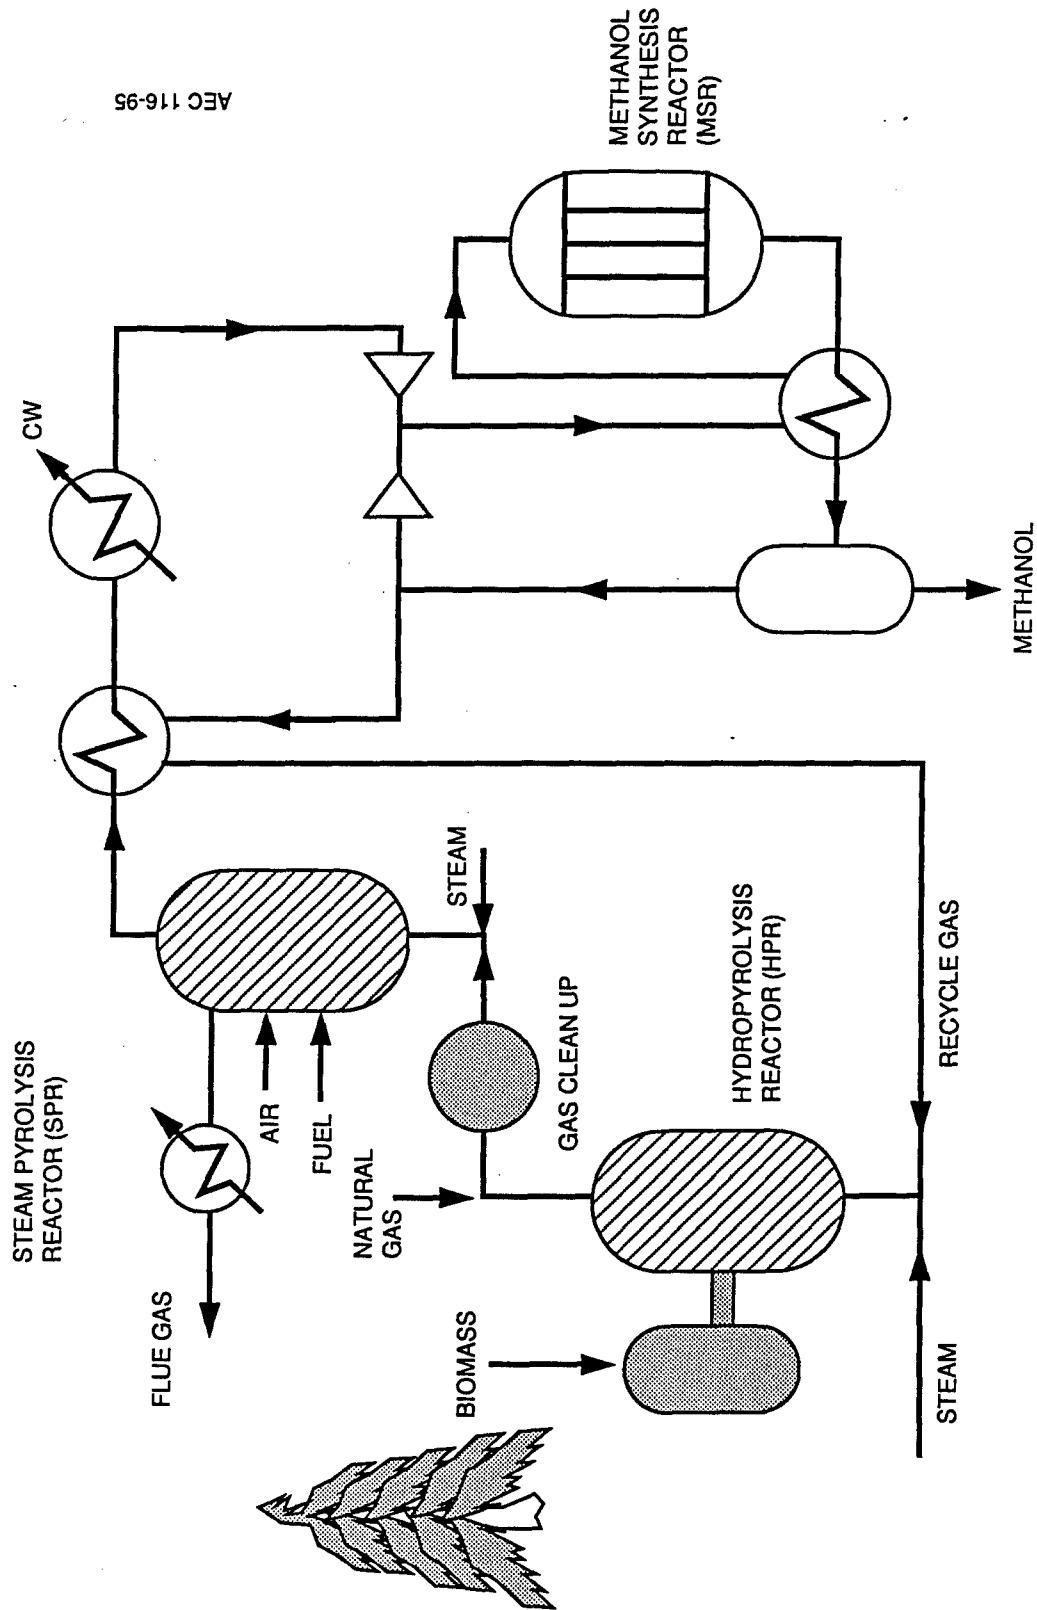 AEC 116-95
STEAM PYROLYSIS
REACTOR (SPR)
CW
FLUE GAS
AIR
FUEL
STEAM
METHANOL
SYNTHESIS
REACTOR
(MSR)
NATURAL
GAS
GAS CLEAN UP
BIOMASS
HYDROPYROLYSIS
REACTOR (HPR)
STEAM
RECYCLE GAS
METHANOL